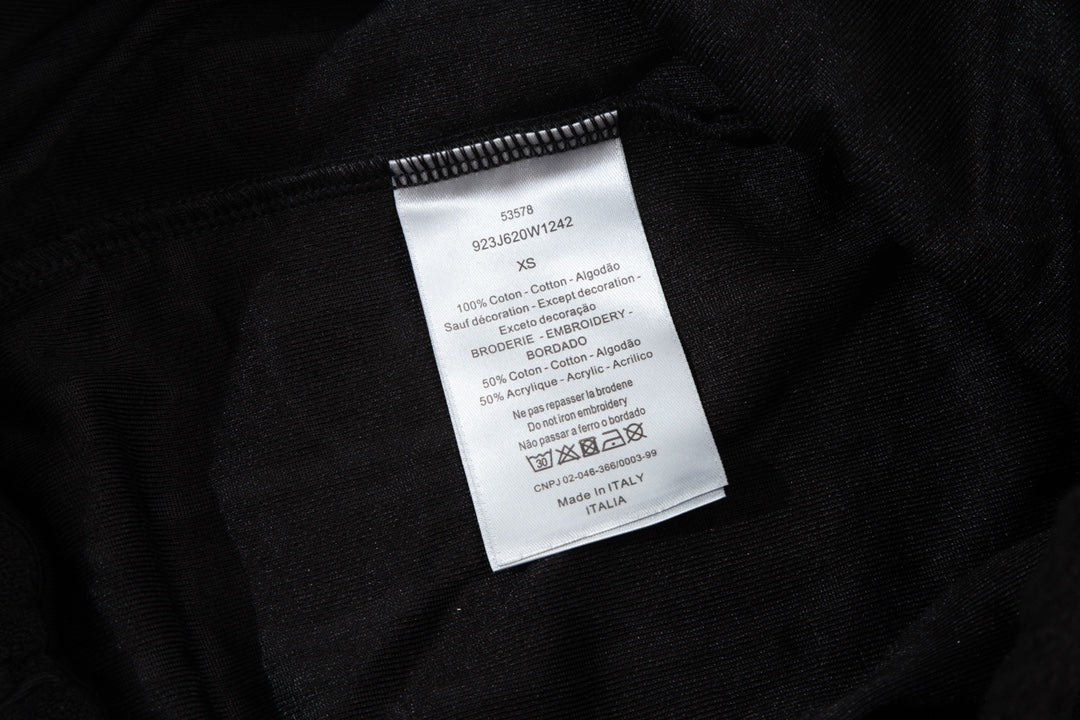 53578
923J620W1242
XS
100% Coton - Cotton - Algodão
Sauf décoration - Except decoration -
Exceto decoração
BRODERIE - EMBROIDERY -
BORDADO
50% Coton - Cotton - Algodão
50% Acrylique - Acrylic - Acrilico
Ne pas repasser la brodene
Do not iron embroidery
Não passar a ferro o bordado
30
CNPJ 02-046-366/0003-99
Made In ITALY
ITALIA